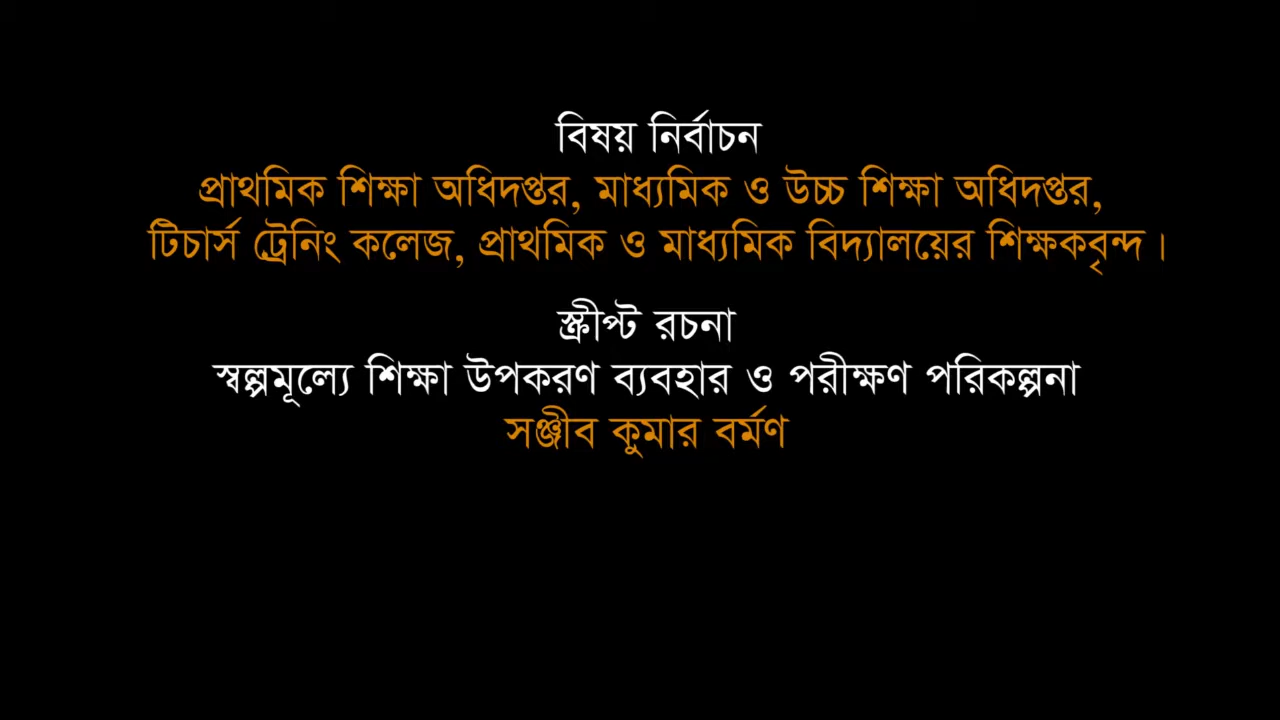 বিষয় নির্বাচন
প্রাথমিক শিক্ষা অধিদপ্তর, মাধ্যমিক ও উচ্চ শিক্ষা অধিদপ্তর,
টিচার্স ট্রেনিং কলেজ, প্রাথমিক ও মাধ্যমিক বিদ্যালয়ের শিক্ষকবৃন্দ।
স্ক্রীপ্ট রচনা
স্বল্পমূল্যে শিক্ষা উপকরণ ব্যবহার ও পরীক্ষণ পরিকল্পনা
সঞ্জীব কুমার বর্মণ